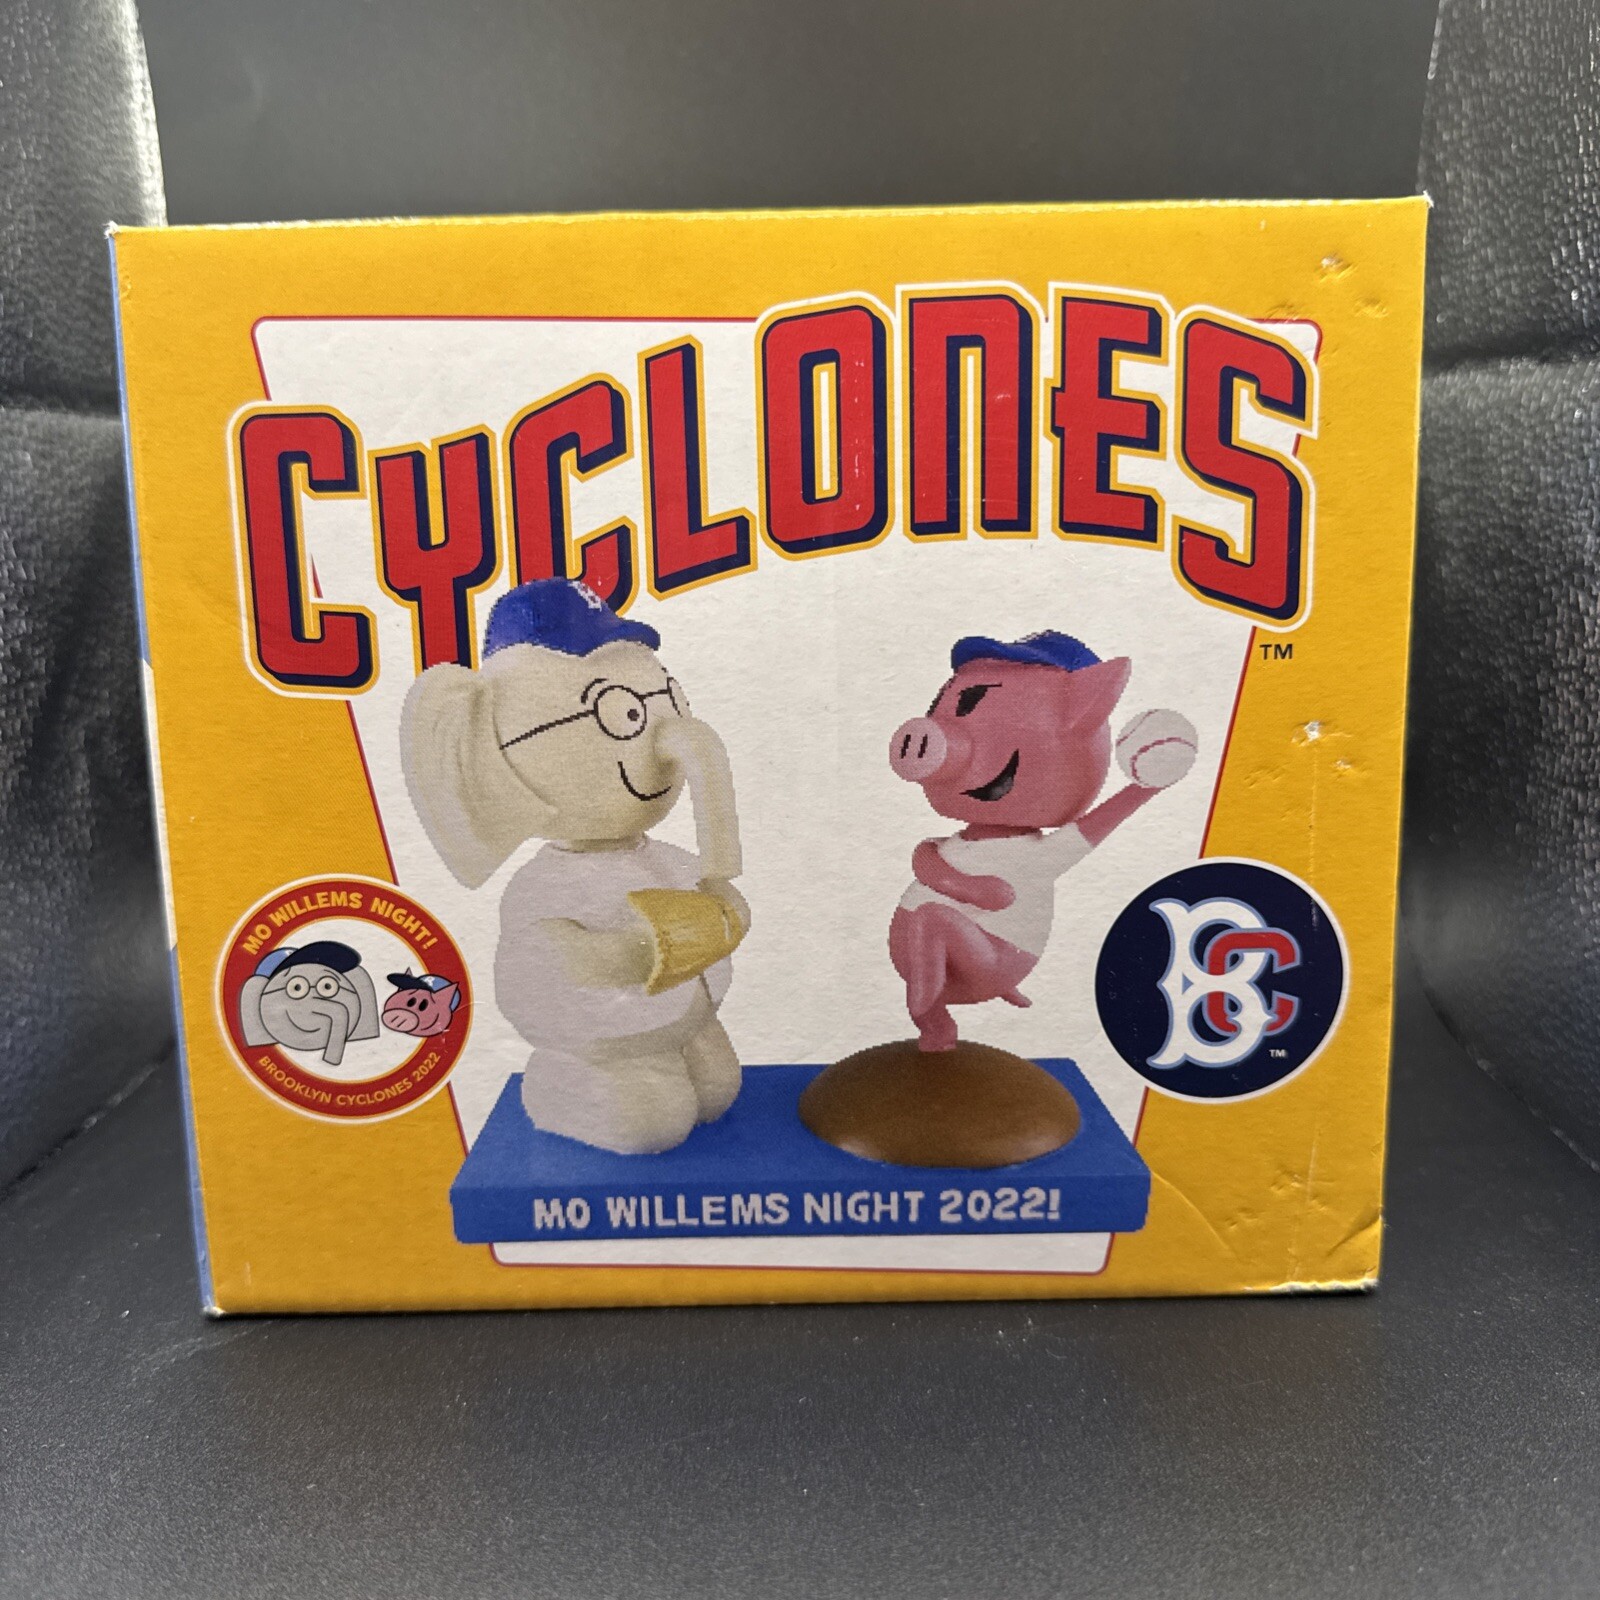 CYCLONES
TM
MO WILLEMS NIGHT!
BROOKLYN CYCLONES 2022
BC
TM
MO WILLEMS NIGHT 2022!